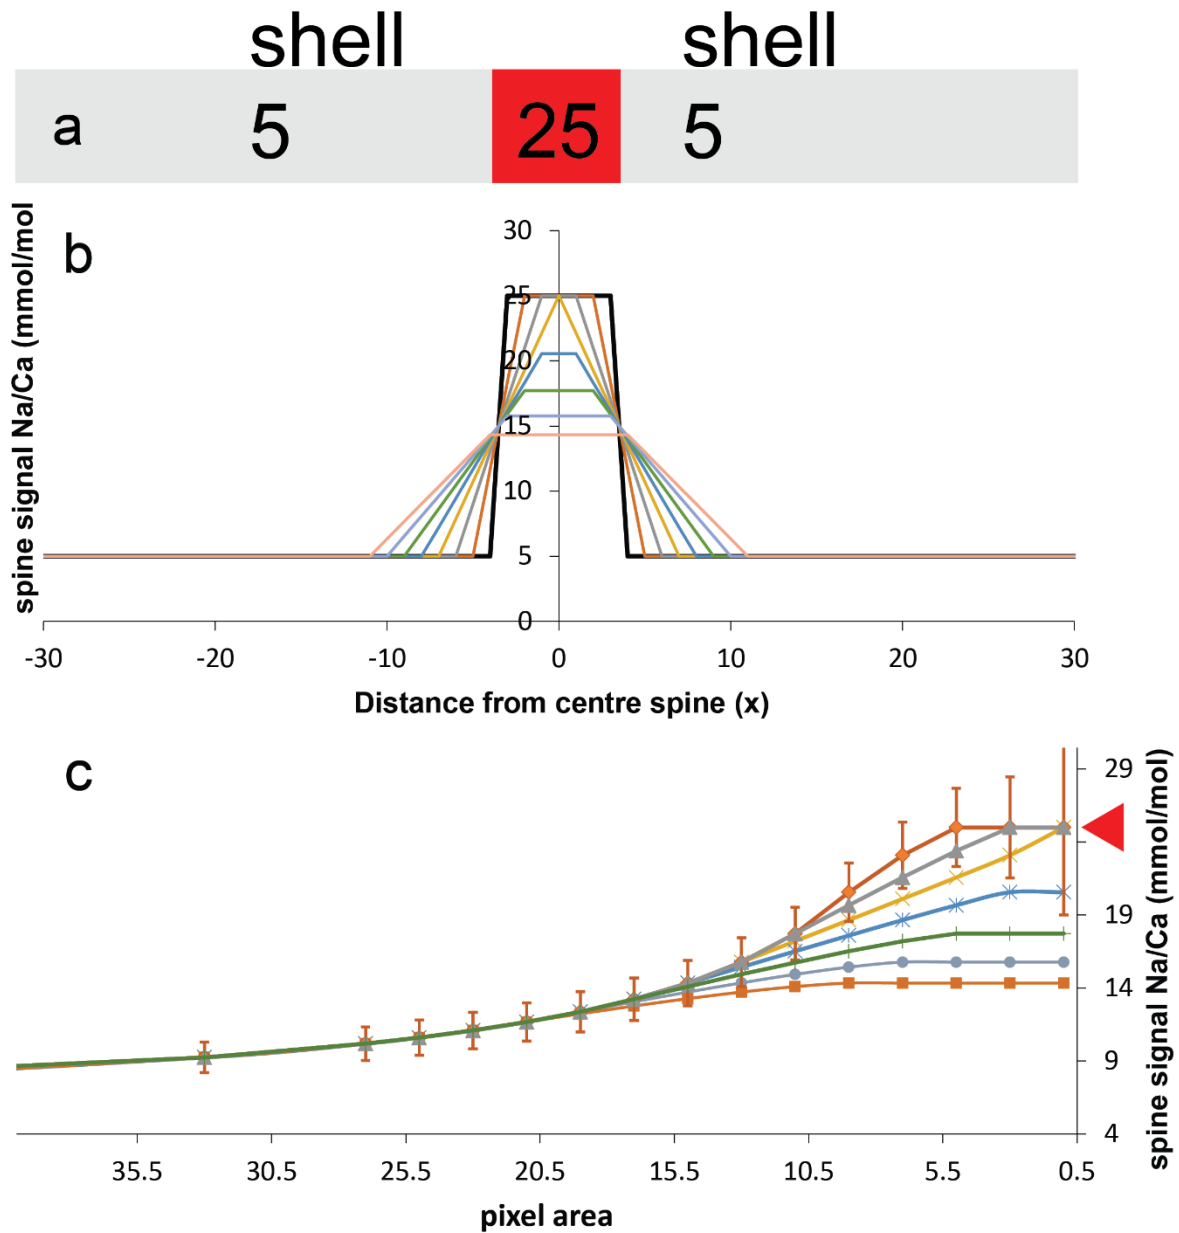 shell shell
a 5 25 5
b
spine signal Na/Ca (mmol/mol
30
25
20
15
10
5
0
-30 -20 -10 0 10 20 30
Distance from centre spine (x)
c
29
19
14
9
4
spine signal Na/Ca (mmol/mol)
35.5 30.5 25.5 20.5 15.5 10.5 5.5 0.5
pixel area